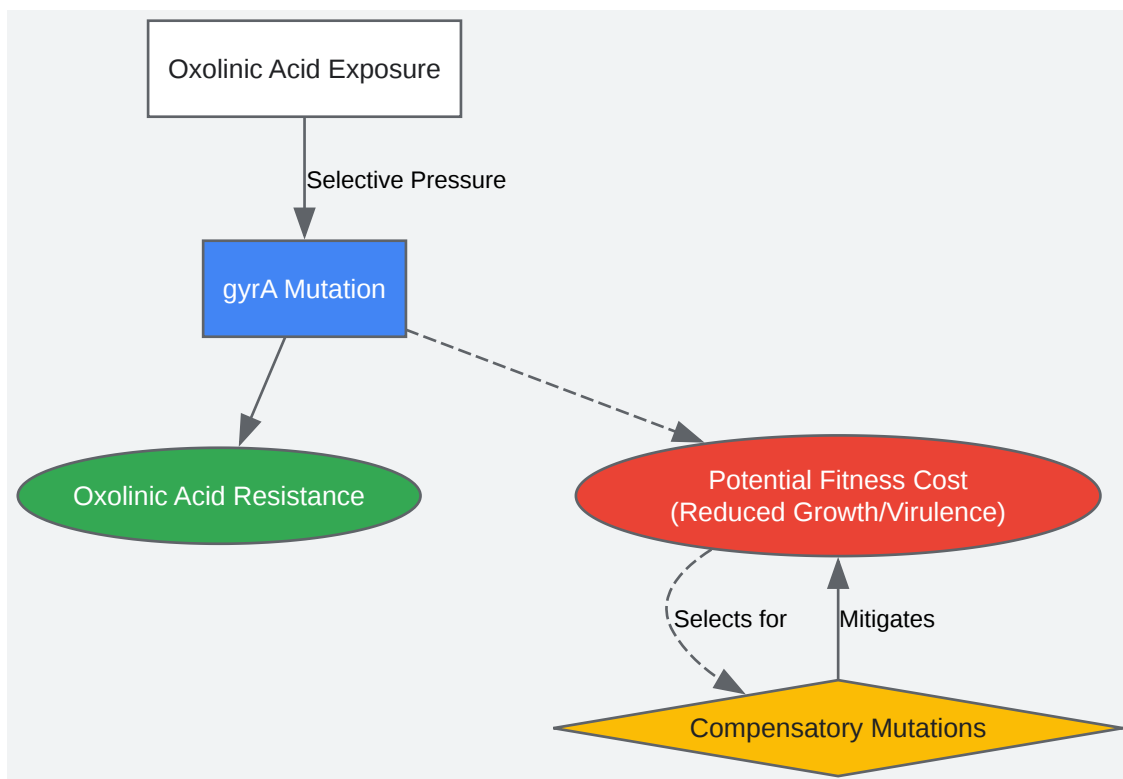 Oxolinic Acid Exposure
Selective Pressure
gyrA Mutation
Oxolinic Acid Resistance
Potential Fitness Cost
(Reduced Growth/Virulence)
Selects for
Mitigates
Compensatory Mutations